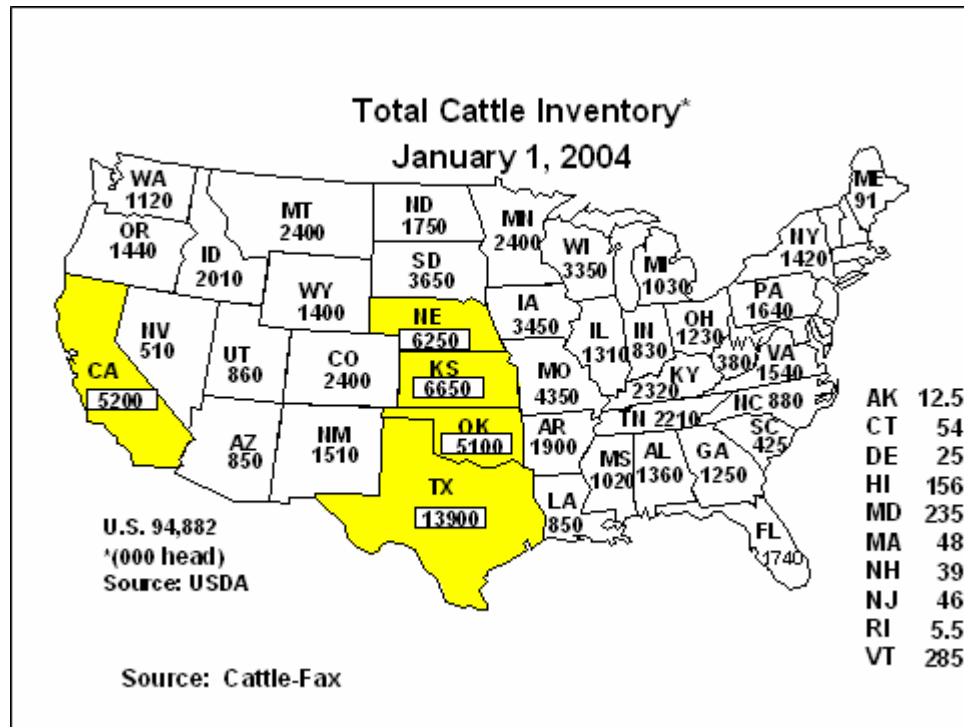 Total Cattle Inventory*
January 1, 2004
WA
1120
OR
1440
ID
2010
MT
2400
WY
1400
NV
510
UT
860
CO
2400
CA
5200
AZ
850
NM
1510
ND
1750
SD
3650
NE
6250
KS
6650
OK
5100
TX
13900
MN
2400
IA
3450
MO
4350
AR
1900
LA
850
WI
3350
IL
1310
MI
1030
IN
830
OH
1230
KY
2320
TN 2210
MS
1020
AL
1360
GA
1250
FL
1740
SC
425
NC 880
VA
1540
WV
380
PA
1640
NY
1420
ME
91
AK 12.5
CT 54
DE 25
HI 156
MD 235
MA 48
NH 39
NJ 46
RI 5.5
VT 285
U.S. 94,882
*(000 head)
Source: USDA
Source: Cattle-Fax